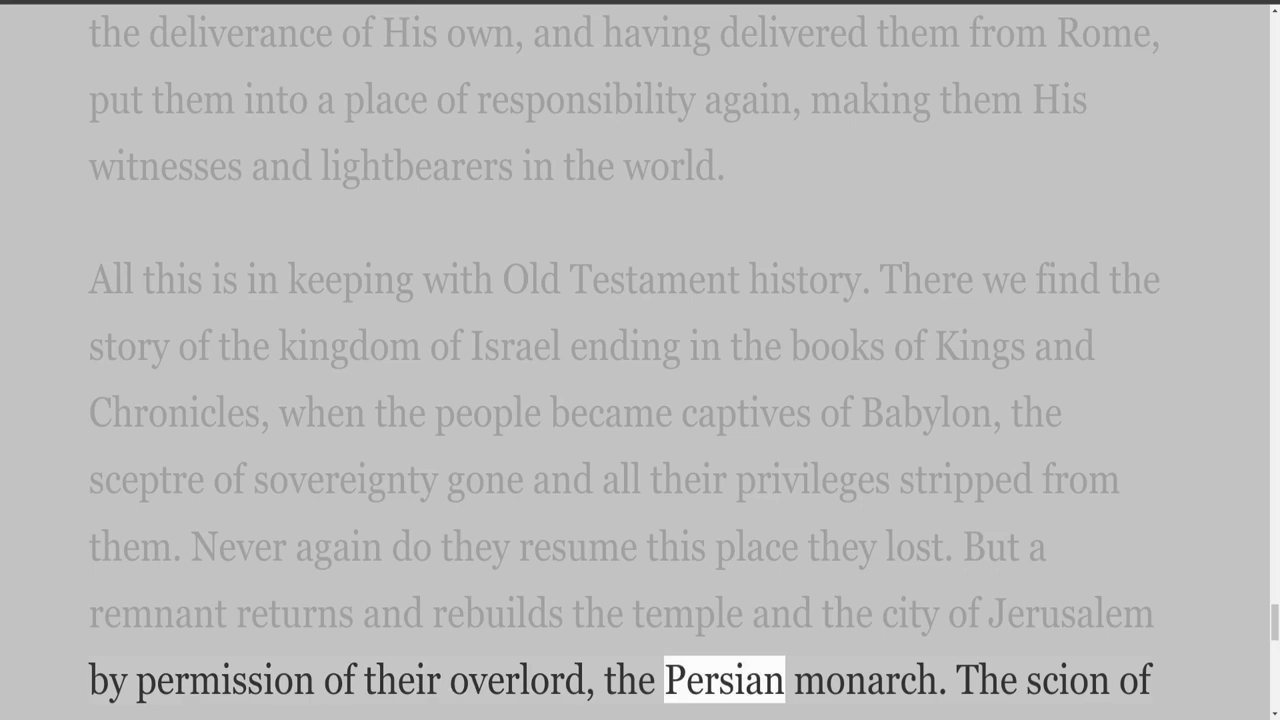 the deliverance of His own, and having delivered them from Rome,
put them into a place of responsibility again, making them His
witnesses and lightbearers in the world.
All this is in keeping with Old Testament history. There we find the
story of the kingdom of Israel ending in the books of Kings and
Chronicles, when the people became captives of Babylon, the
sceptre of sovereignty gone and all their privileges stripped from
them. Never again do they resume this place they lost. But a
remnant returns and rebuilds the temple and the city of Jerusalem
by permission of their overlord, the Persian monarch. The scion of